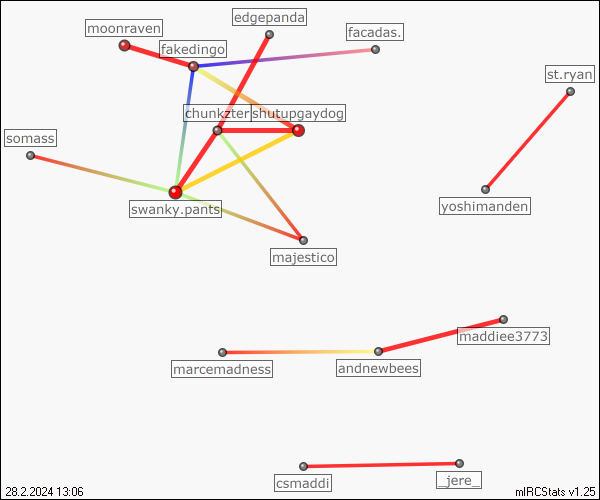 edgepanda
moonraven
facadas.
fakedingo
st.ryan
chunkzter
shutupgaydog
somass
swanky.pants
yoshimanden
majestico
maddiee3773
marcemadness
andnewbees
csmaddi
_jere_
28.2.2024 13:06
mIRCStats v1.25